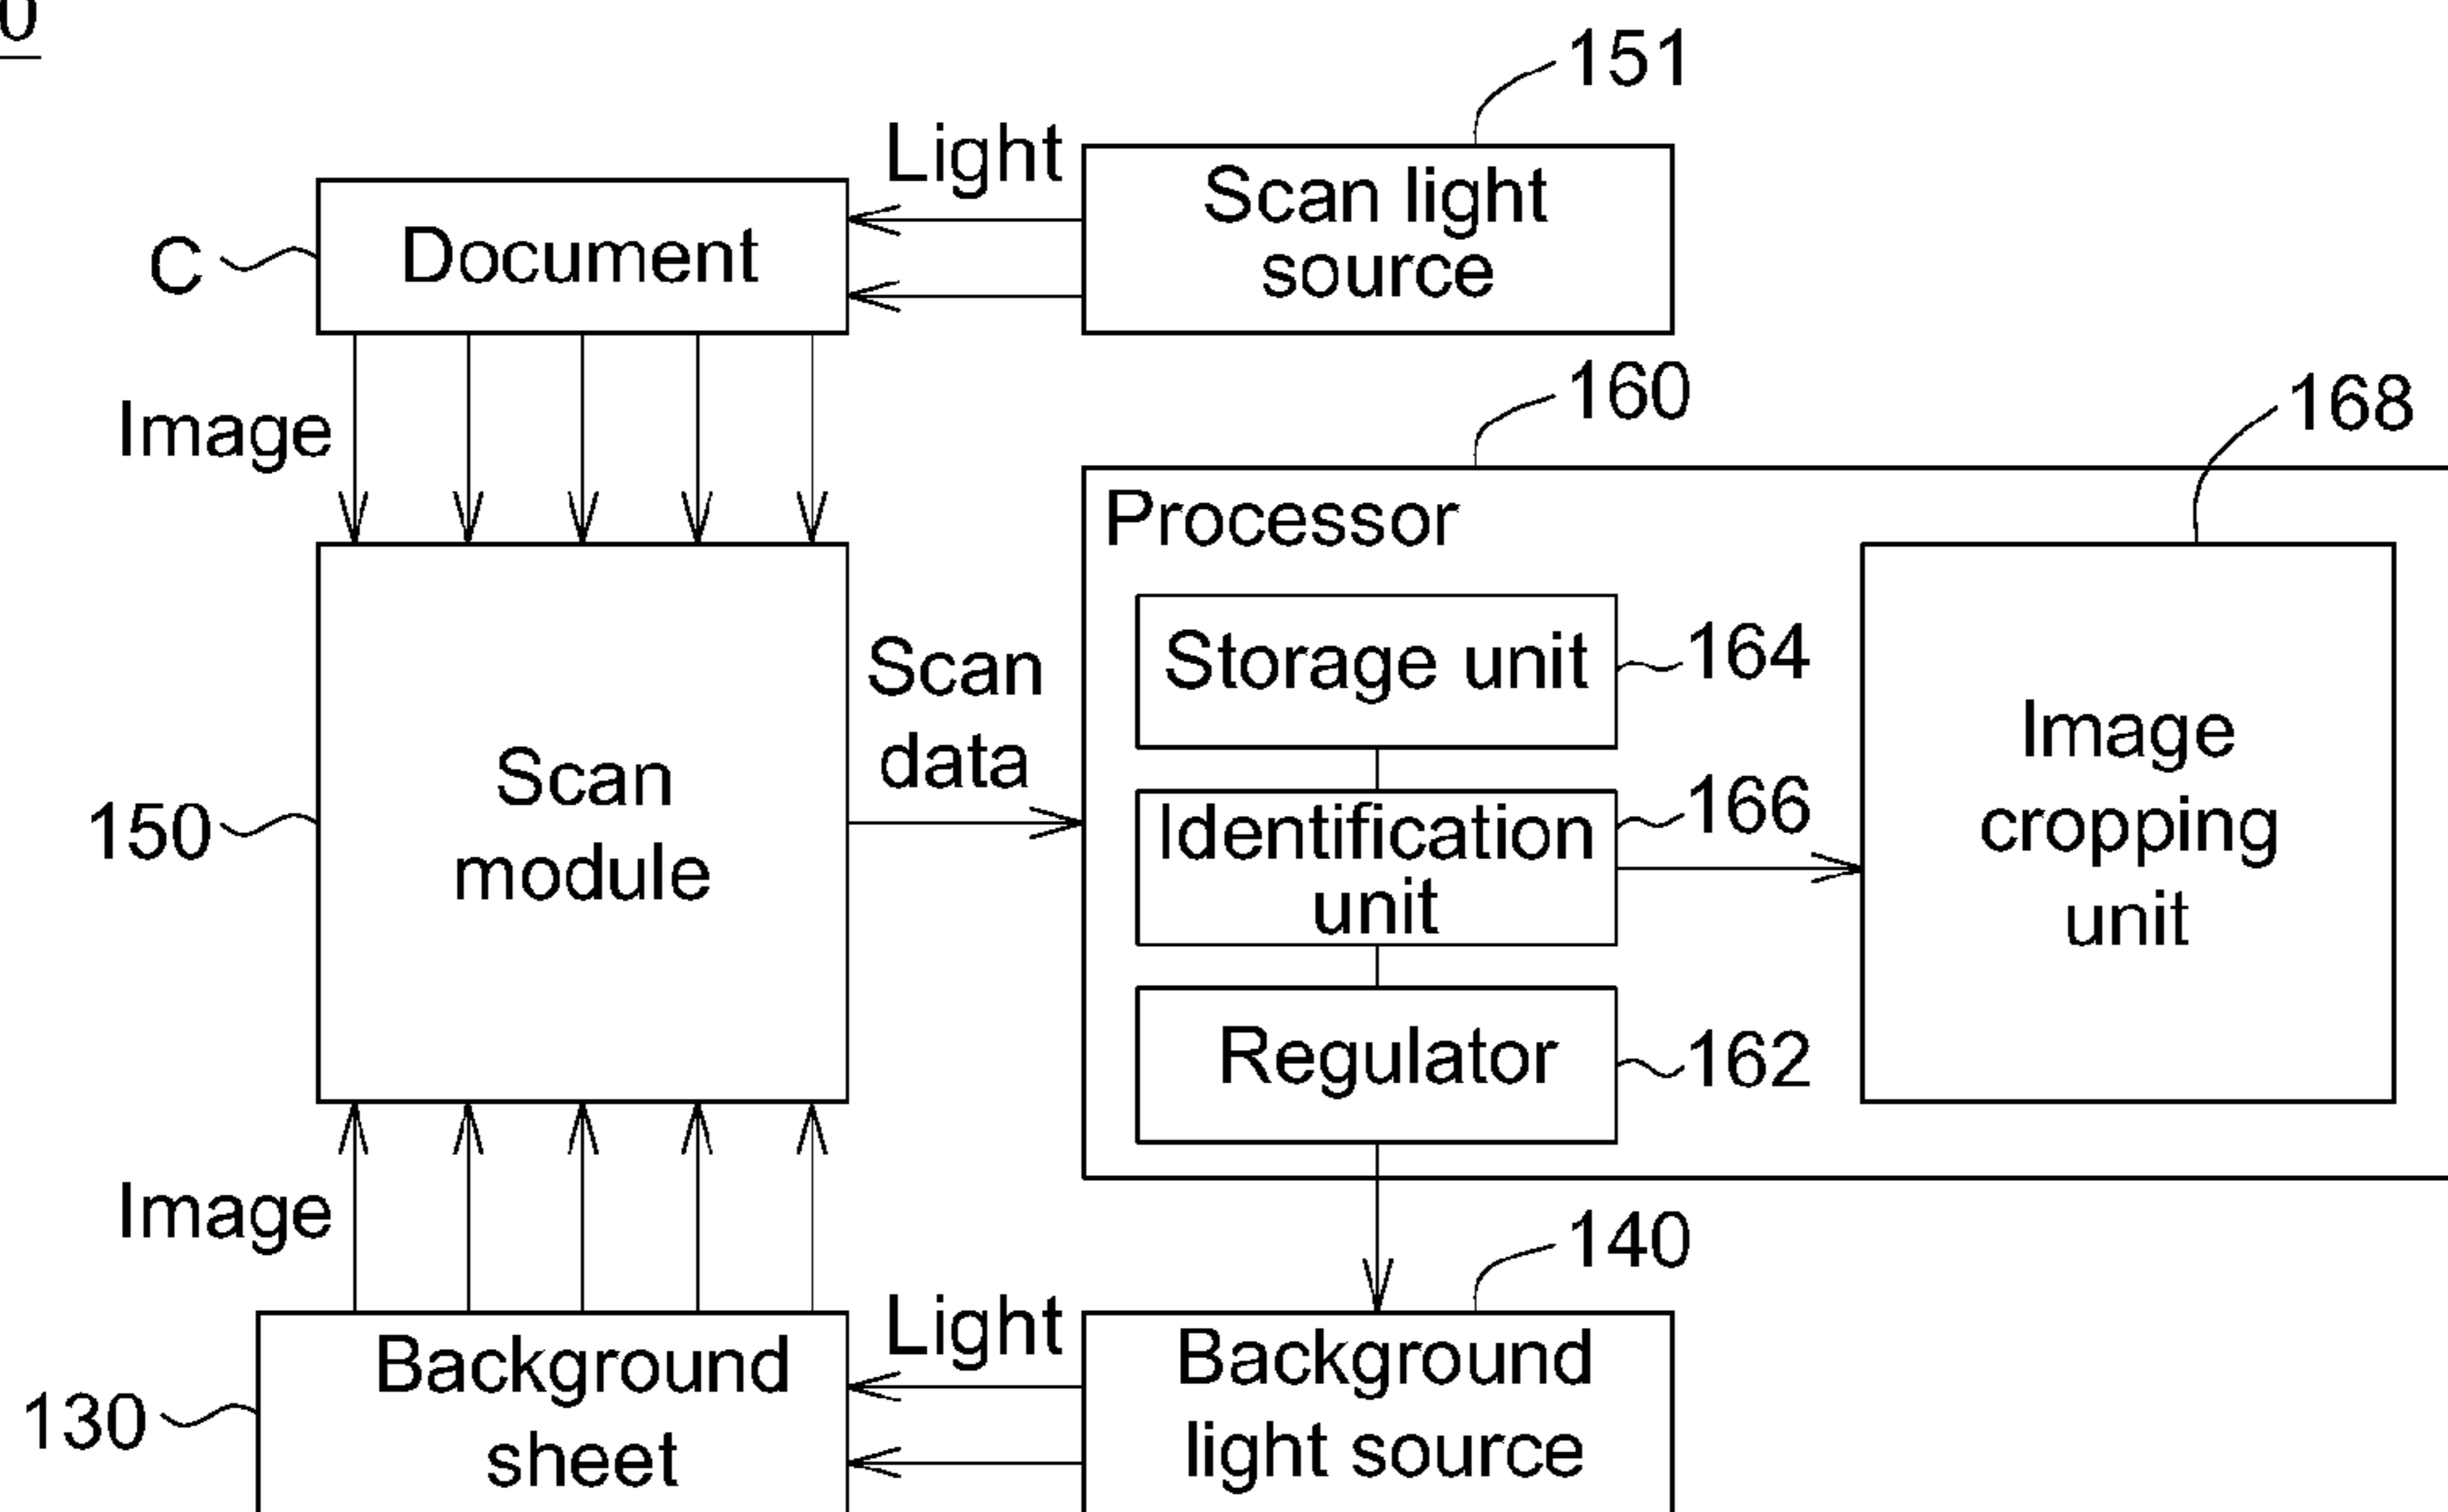 0
151
Light
Scan light
source
C
Document
Image
160
168
Processor
Storage unit
164
Scan
data
Identification
unit
166
Image
cropping
unit
150
Scan
module
Regulator
162
Image
140
Light
130
Background
sheet
Background
light source